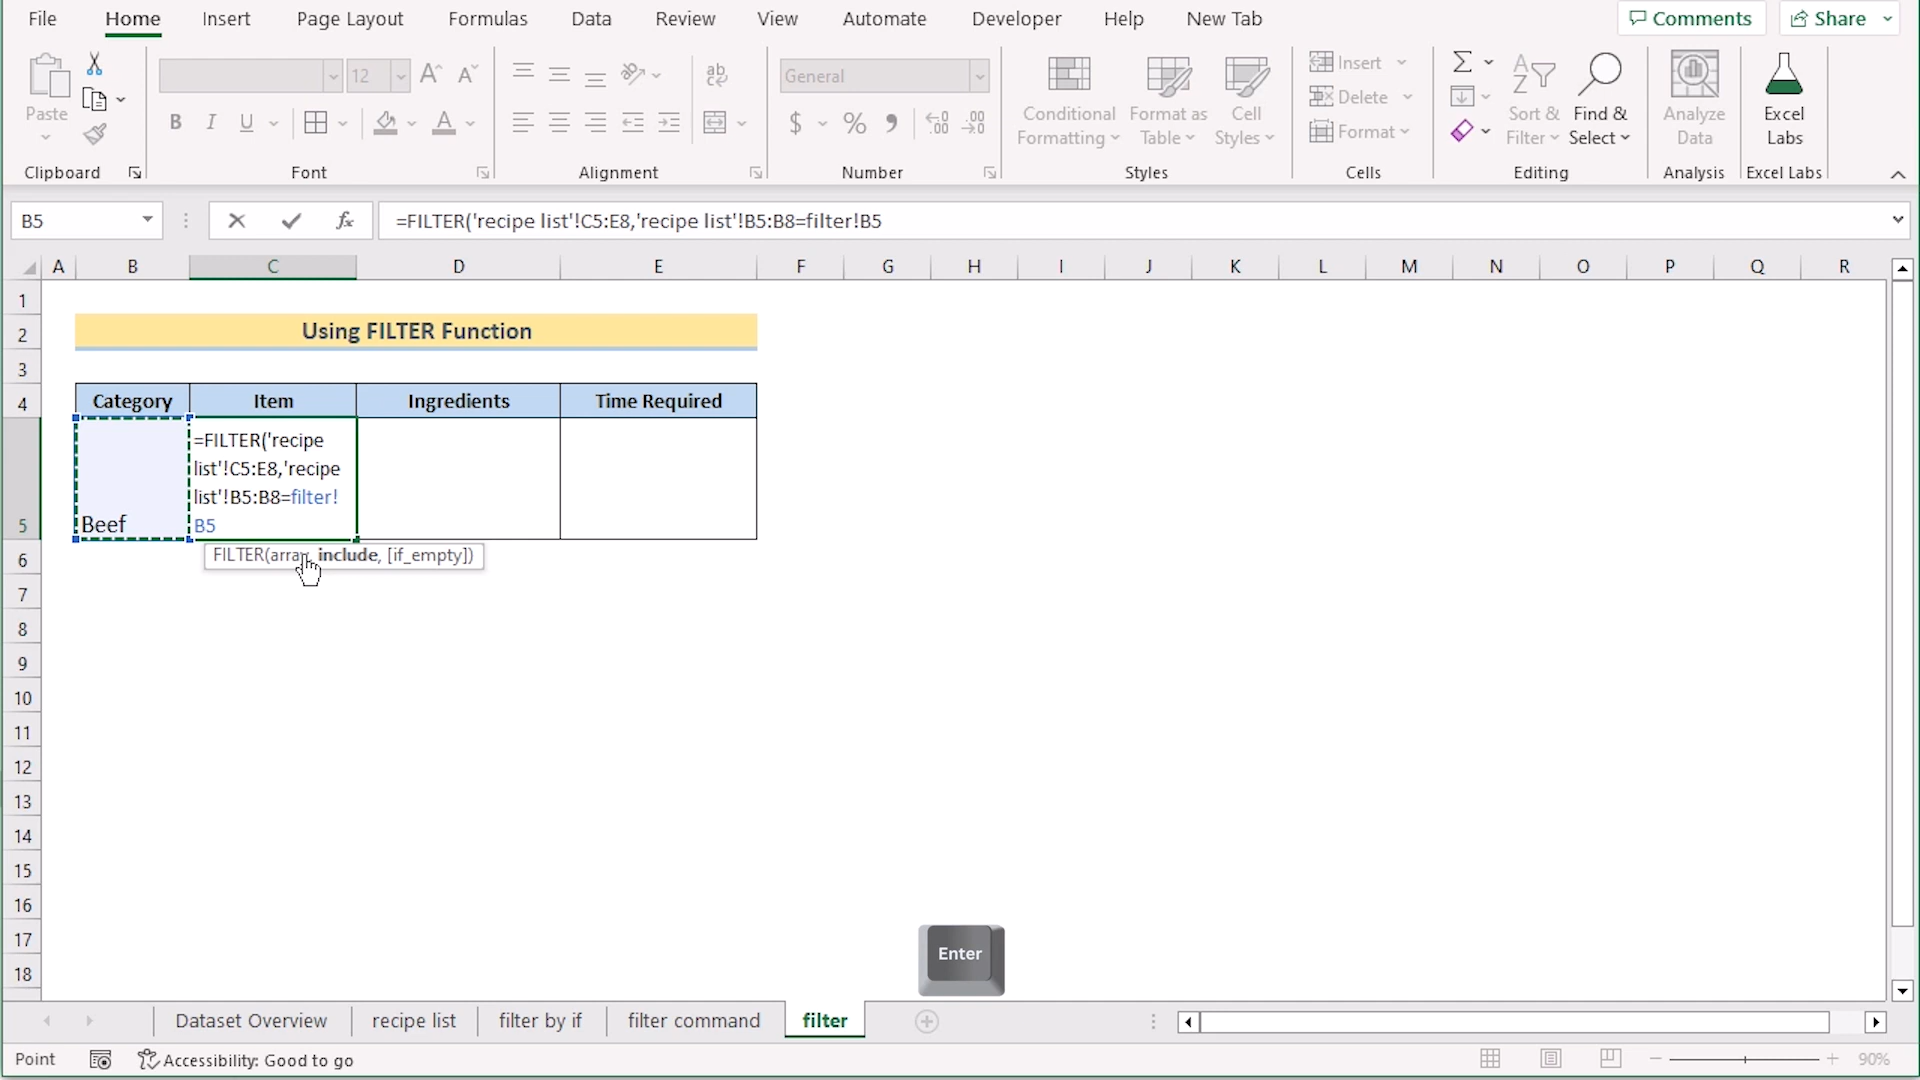 File Home Insert Page Layout Formulas Data Review View Automate Developer Help New Tab Comments Share
Paste 12 General Conditional Formatting Format as Table Cell Styles Insert Delete Format Sort & Filter Find & Select Analyze Data Excel Labs
Clipboard Font Alignment Number Styles Cells Editing Analysis Excel Labs
B5 fx =FILTER('recipe list'!C5:E8,'recipe list'!B5:B8=filter!B5
A B C D E F G H I J K L M N O P Q R
1
2 Using FILTER Function
3
4 Category Item Ingredients Time Required
=FILTER('recipe
list'!C5:E8,'recipe
list'!B5:B8=filter!
5 Beef B5
FILTER(array, include, [if_empty])
6
7
8
9
10
11
12
13
14
15
16
17
Enter
18
Dataset Overview recipe list filter by if filter command filter
Point Accessibility: Good to go 90%